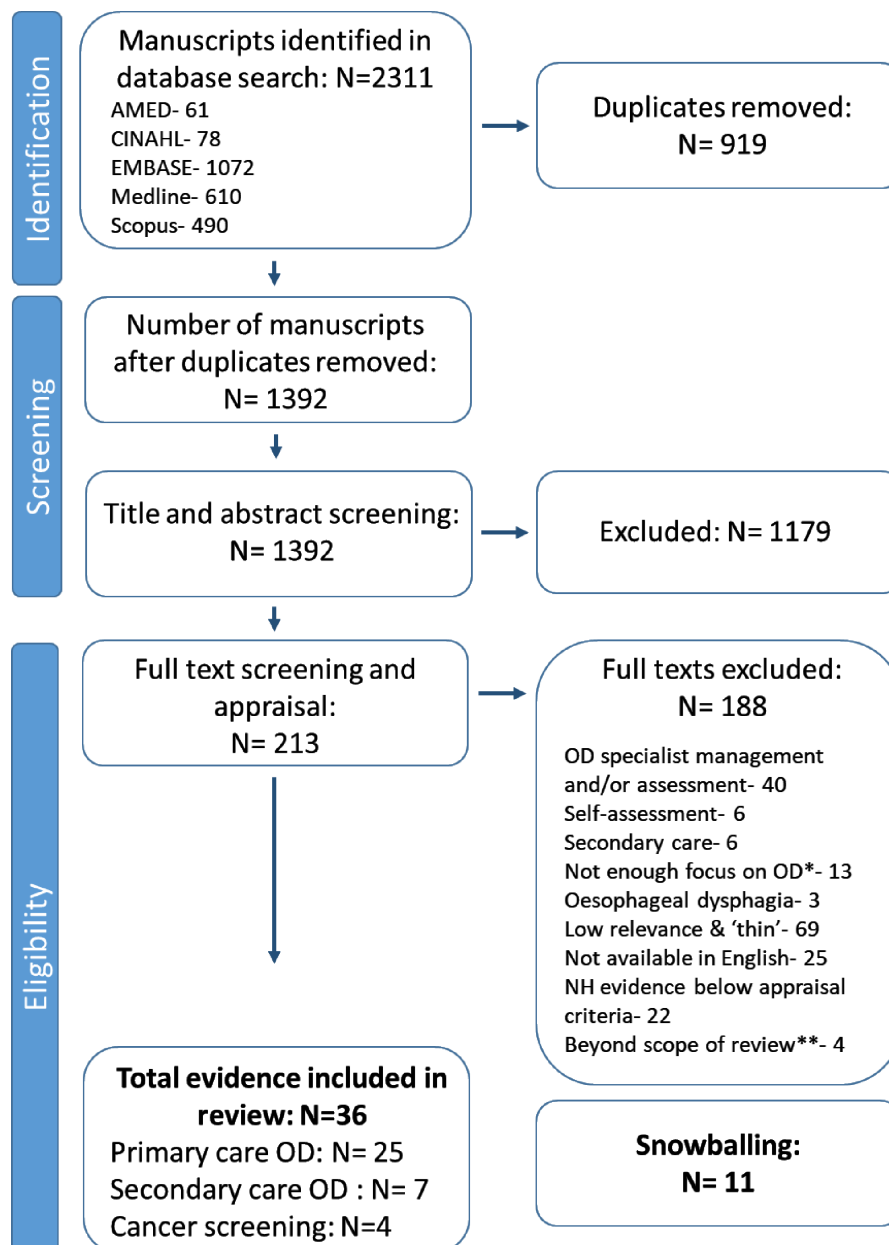 Identification
Manuscripts identified in
database search: N=2311
AMED- 61
CINAHL- 78
EMBASE- 1072
Medline- 610
Scopus- 490
Duplicates removed:
N= 919
Screening
Number of manuscripts
after duplicates removed:
N= 1392
Title and abstract screening:
N= 1392
Excluded: N= 1179
Eligibility
Full text screening and
appraisal:
N= 213
Full texts excluded:
N= 188
OD specialist management
and/or assessment- 40
Self-assessment- 6
Secondary care- 6
Not enough focus on OD*- 13
Oesophageal dysphagia- 3
Low relevance & ‘thin’- 69
Not available in English- 25
NH evidence below appraisal
criteria- 22
Beyond scope of review**- 4
Total evidence included in
review: N=36
Primary care OD: N= 25
Secondary care OD : N= 7
Cancer screening: N=4
Snowballing:
N= 11